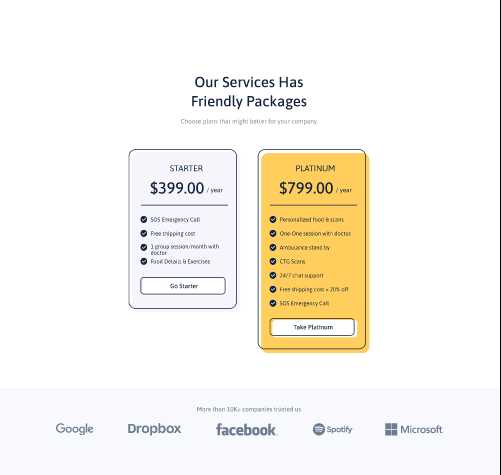 Our Services Has
Friendly Packages
Choose plans that might better for your company
STARTER
$399.00 / year
SOS Emergency Call
Free shipping cost
1 group session/month with
doctor
Food Details & Exercises
Go Starter
PLATINUM
$799.00 / year
Personalized food & scans
One-One session with doctor.
Ambulance stand by
CTG Scans
24/7 chat support
Free shipping cost + 20% off
SOS Emergency Call
Take Platinum
More than 10K+ companies trusted us
Google
Dropbox
facebook
Spotify
Microsoft